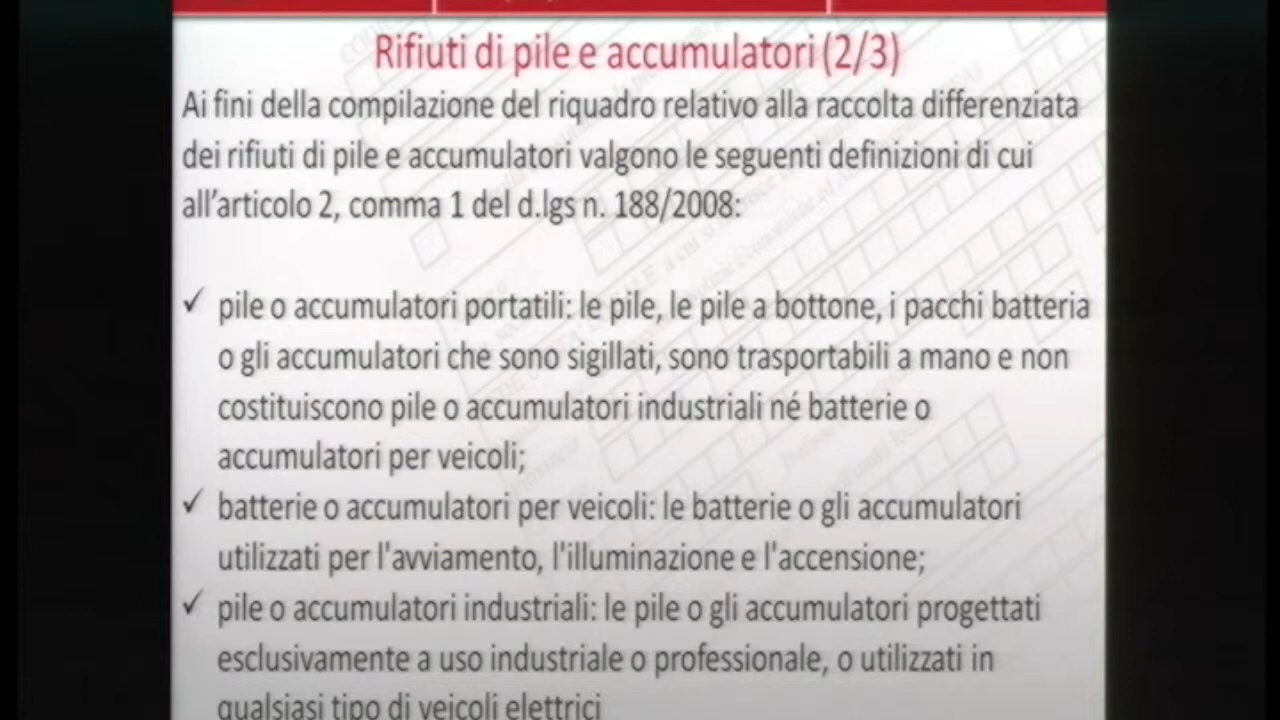 Rifiuti di pile e accumulatori (2/3)
Ai fini della compilazione del riquadro relativo alla raccolta differenziata
dei rifiuti di pile e accumulatori valgono le seguenti definizioni di cui
all'articolo 2, comma 1 del d.lgs n. 188/2008:
✓ pile o accumulatori portatili: le pile, le pile a bottone, i pacchi batteria
o gli accumulatori che sono sigillati, sono trasportabili a mano e non
costituiscono pile o accumulatori industriali né batterie o
accumulatori per veicoli;
✓ batterie o accumulatori per veicoli: le batterie o gli accumulatori
utilizzati per l'avviamento, l'illuminazione e l'accensione;
✓ pile o accumulatori industriali: le pile o gli accumulatori progettati
esclusivamente a uso industriale o professionale, o utilizzati in
qualsiasi tipo di veicoli elettrici